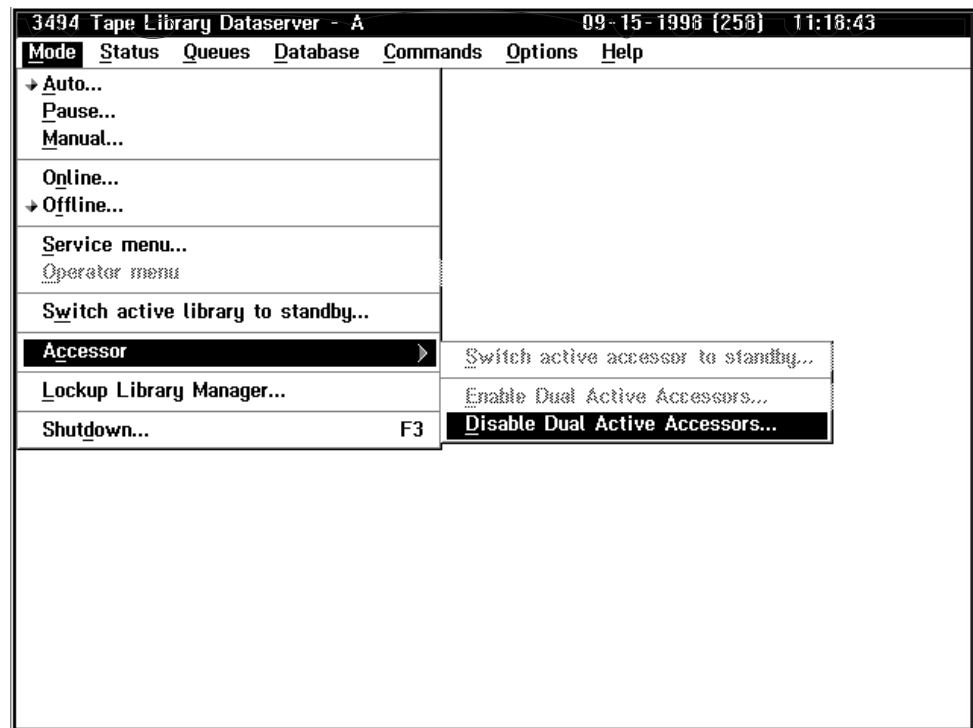 3494 Tape Library Dataserver - A 09-15-1998 (258) 11:18:43
Mode Status Queues Database Commands Options Help
Auto...
Pause...
Manual...
Online...
Offline...
Service menu...
Operator menu
Switch active library to standby...
Accessor
Switch active accessor to standby...
Enable Dual Active Accessors...
Disable Dual Active Accessors...
Lockup Library Manager...
Shutdown... F3